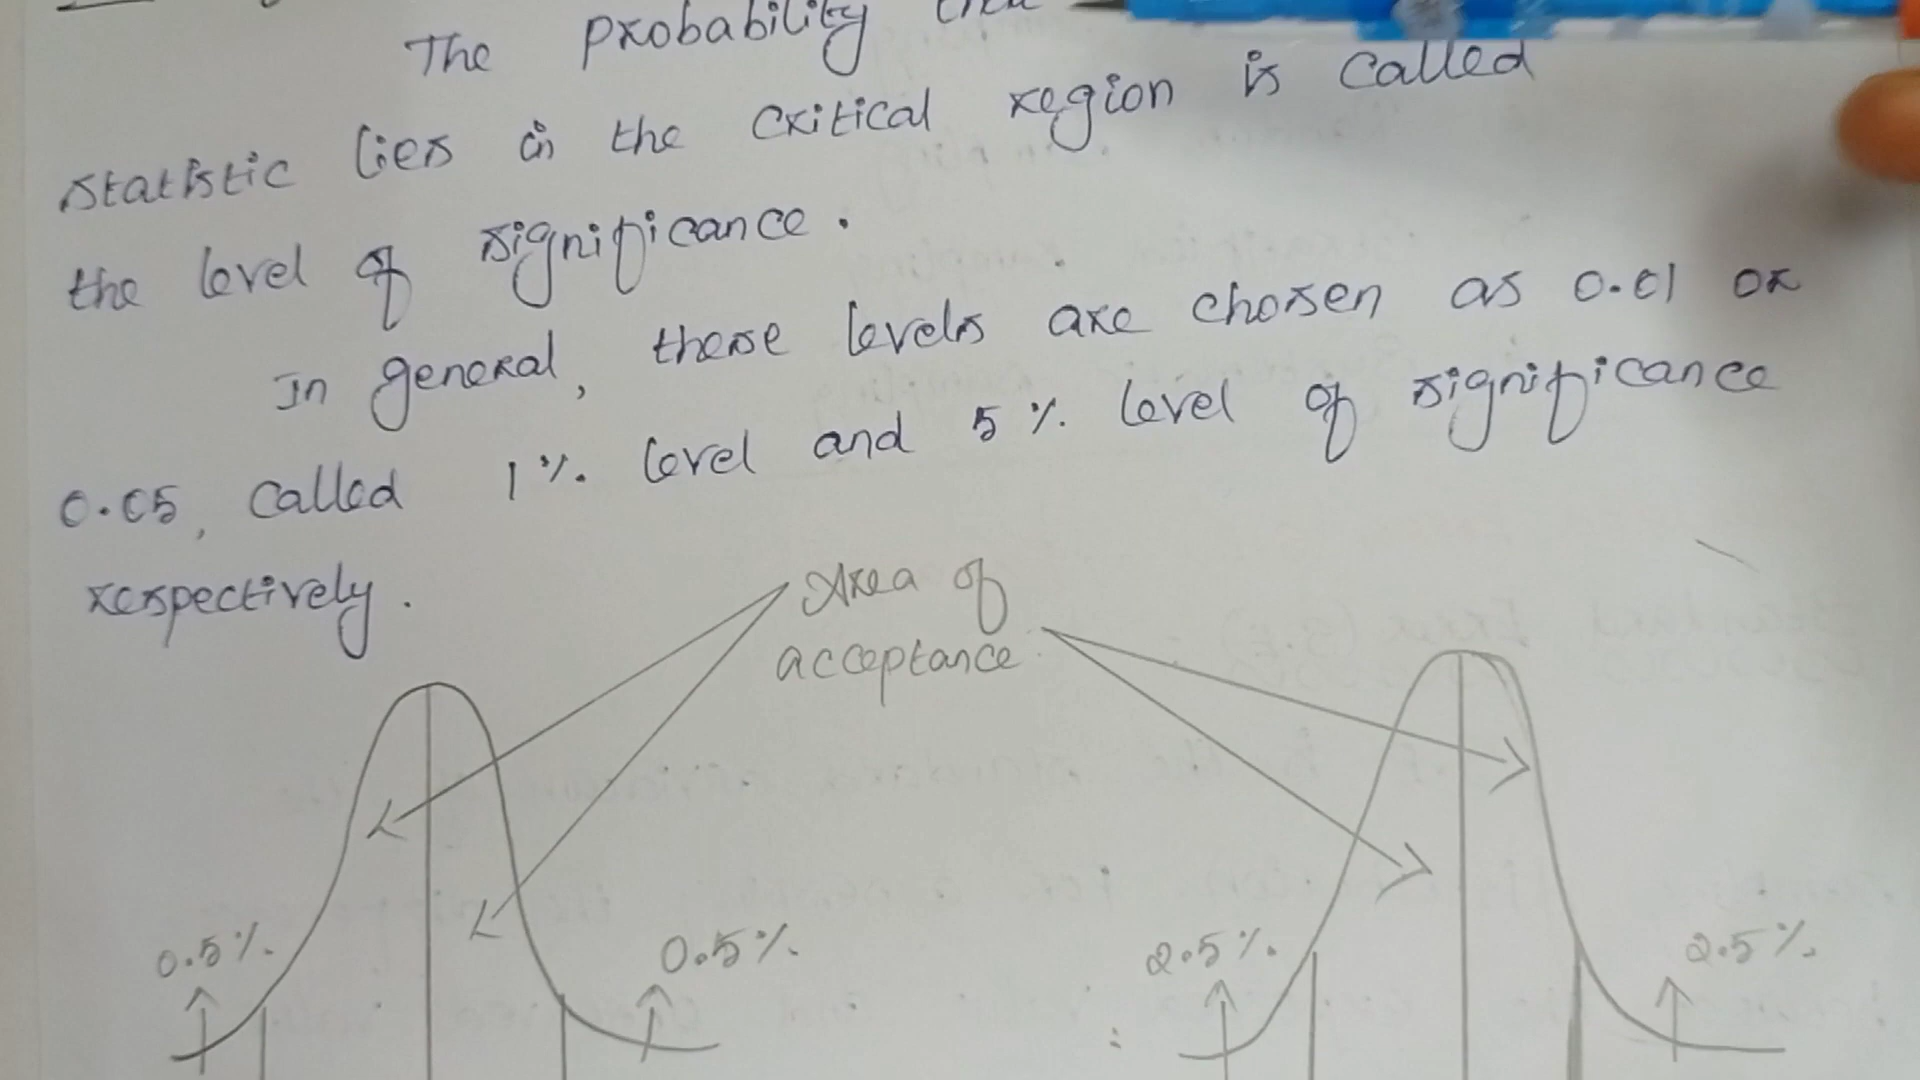 The probability
statistic lies in the critical region is called
the level of significance.
In general, these levels are chosen as 0.01 or
0.05, called 1% level and 5% level of significance
respectively.
Area of
acceptance
0.5%.
0.5%.
2.5%.
2.5%.